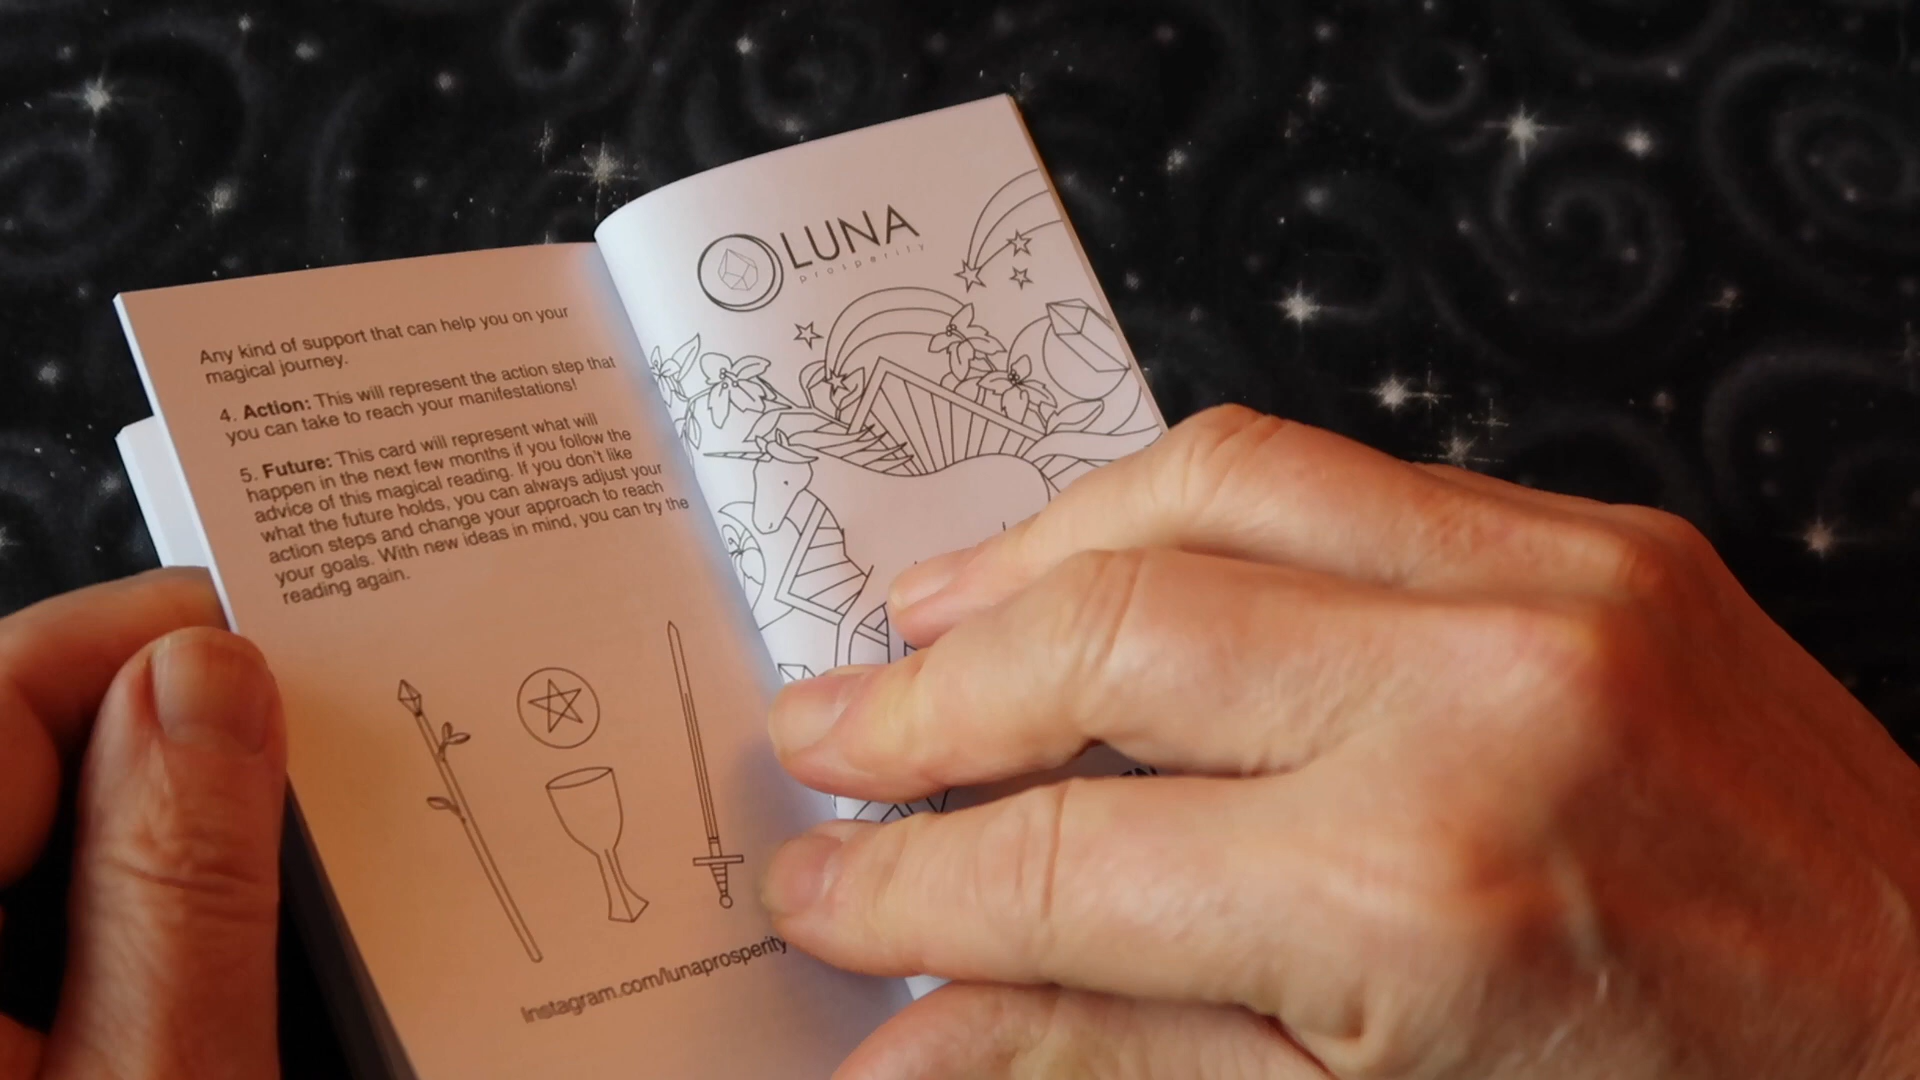 Any kind of support that can help you on your
magical journey.
4. Action: This will represent the action step that
you can take to reach your manifestations!
5. Future: This card will represent what will
happen in the next few months if you follow the
advice of this magical reading. If you don't like
what the future holds, you can always adjust your
action steps and change your approach to reach
your goals. With new ideas in mind, you can try the
reading again.
Instagram.com/lunaprosperity
LUNA
prosperity